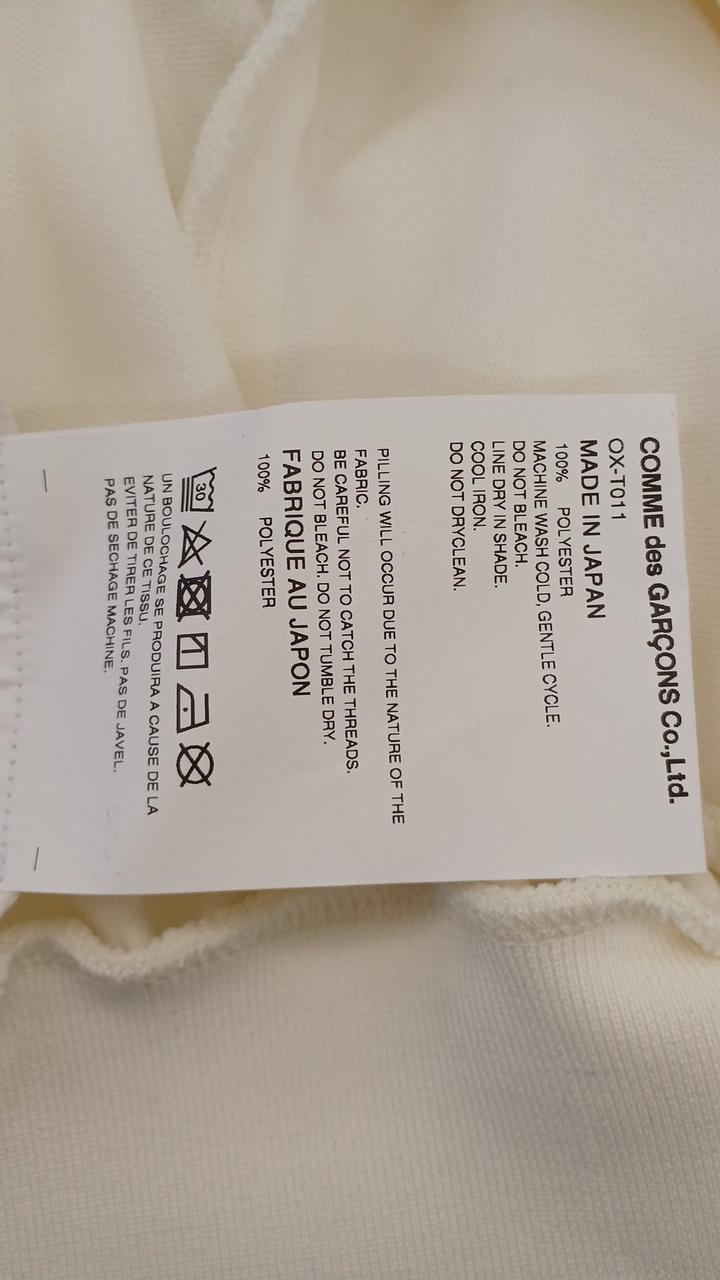 COMME des GARÇONS Co.,Ltd.
OX-T011
MADE IN JAPAN
100% POLYESTER
MACHINE WASH COLD, GENTLE CYCLE.
DO NOT BLEACH.
LINE DRY IN SHADE.
COOL IRON.
DO NOT DRYCLEAN.
PILLING WILL OCCUR DUE TO THE NATURE OF THE
FABRIC.
BE CAREFUL NOT TO CATCH THE THREADS.
DO NOT BLEACH. DO NOT TUMBLE DRY.
FABRIQUE AU JAPON
100% POLYESTER
30
UN BOULOCHAGE SE PRODUIRA A CAUSE DE LA
NATURE DE CE TISSU.
EVITER DE TIRER LES FILS. PAS DE JAVEL.
PAS DE SECHAGE MACHINE.